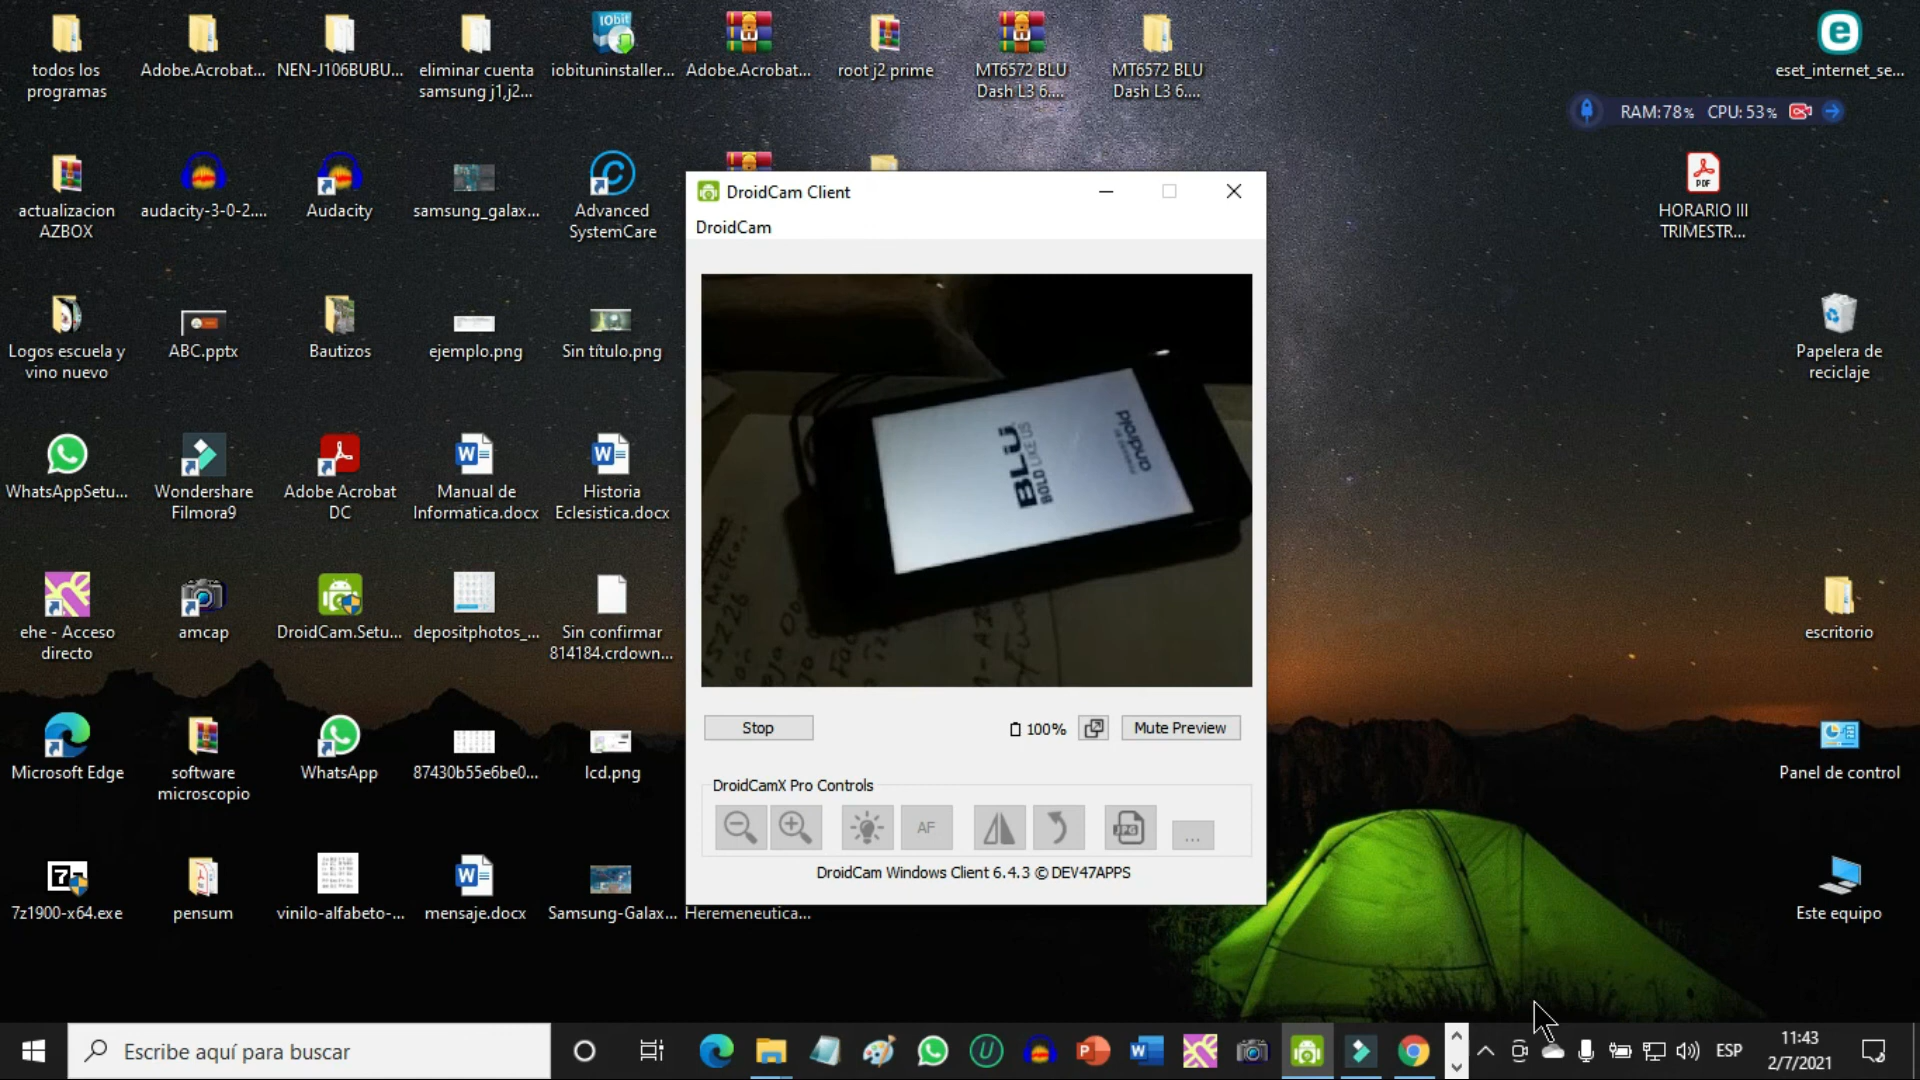 todos los
programas
Adobe.Acrobat...
NEN-J106BUBU...
eliminar cuenta
samsung j1,j2...
iobituninstaller...
Adobe.Acrobat...
root j2 prime
MT6572 BLU
Dash L3 6....
MT6572 BLU
Dash L3 6....
eset_internet_se...
RAM:78% CPU:53%
actualizacion
AZBOX
audacity-3-0-2....
Audacity
samsung_galax...
Advanced
SystemCare
HORARIO III
TRIMESTR...
DroidCam Client
DroidCam
BLU
BOLD LIKE US
android
Logos escuela y
vino nuevo
ABC.pptx
Bautizos
ejemplo.png
Sin título.png
Papelera de
reciclaje
WhatsAppSetu...
Wondershare
Filmora9
Adobe Acrobat
DC
Manual de
Informatica.docx
Historia
Eclesistica.docx
ehe - Acceso
directo
amcap
DroidCam.Setu...
depositphotos_...
Sin confirmar
814184.crdown...
escritorio
Microsoft Edge
software
microscopio
WhatsApp
87430b55e6be0...
lcd.png
Panel de control
Stop
100%
Mute Preview
DroidCamX Pro Controls
AF
JPG
...
DroidCam Windows Client 6.4.3 © DEV47APPS
7z1900-x64.exe
pensum
vinilo-alfabeto-...
mensaje.docx
Samsung-Galax...
Heremeneutica...
Este equipo
Escribe aquí para buscar
ESP
11:43
2/7/2021